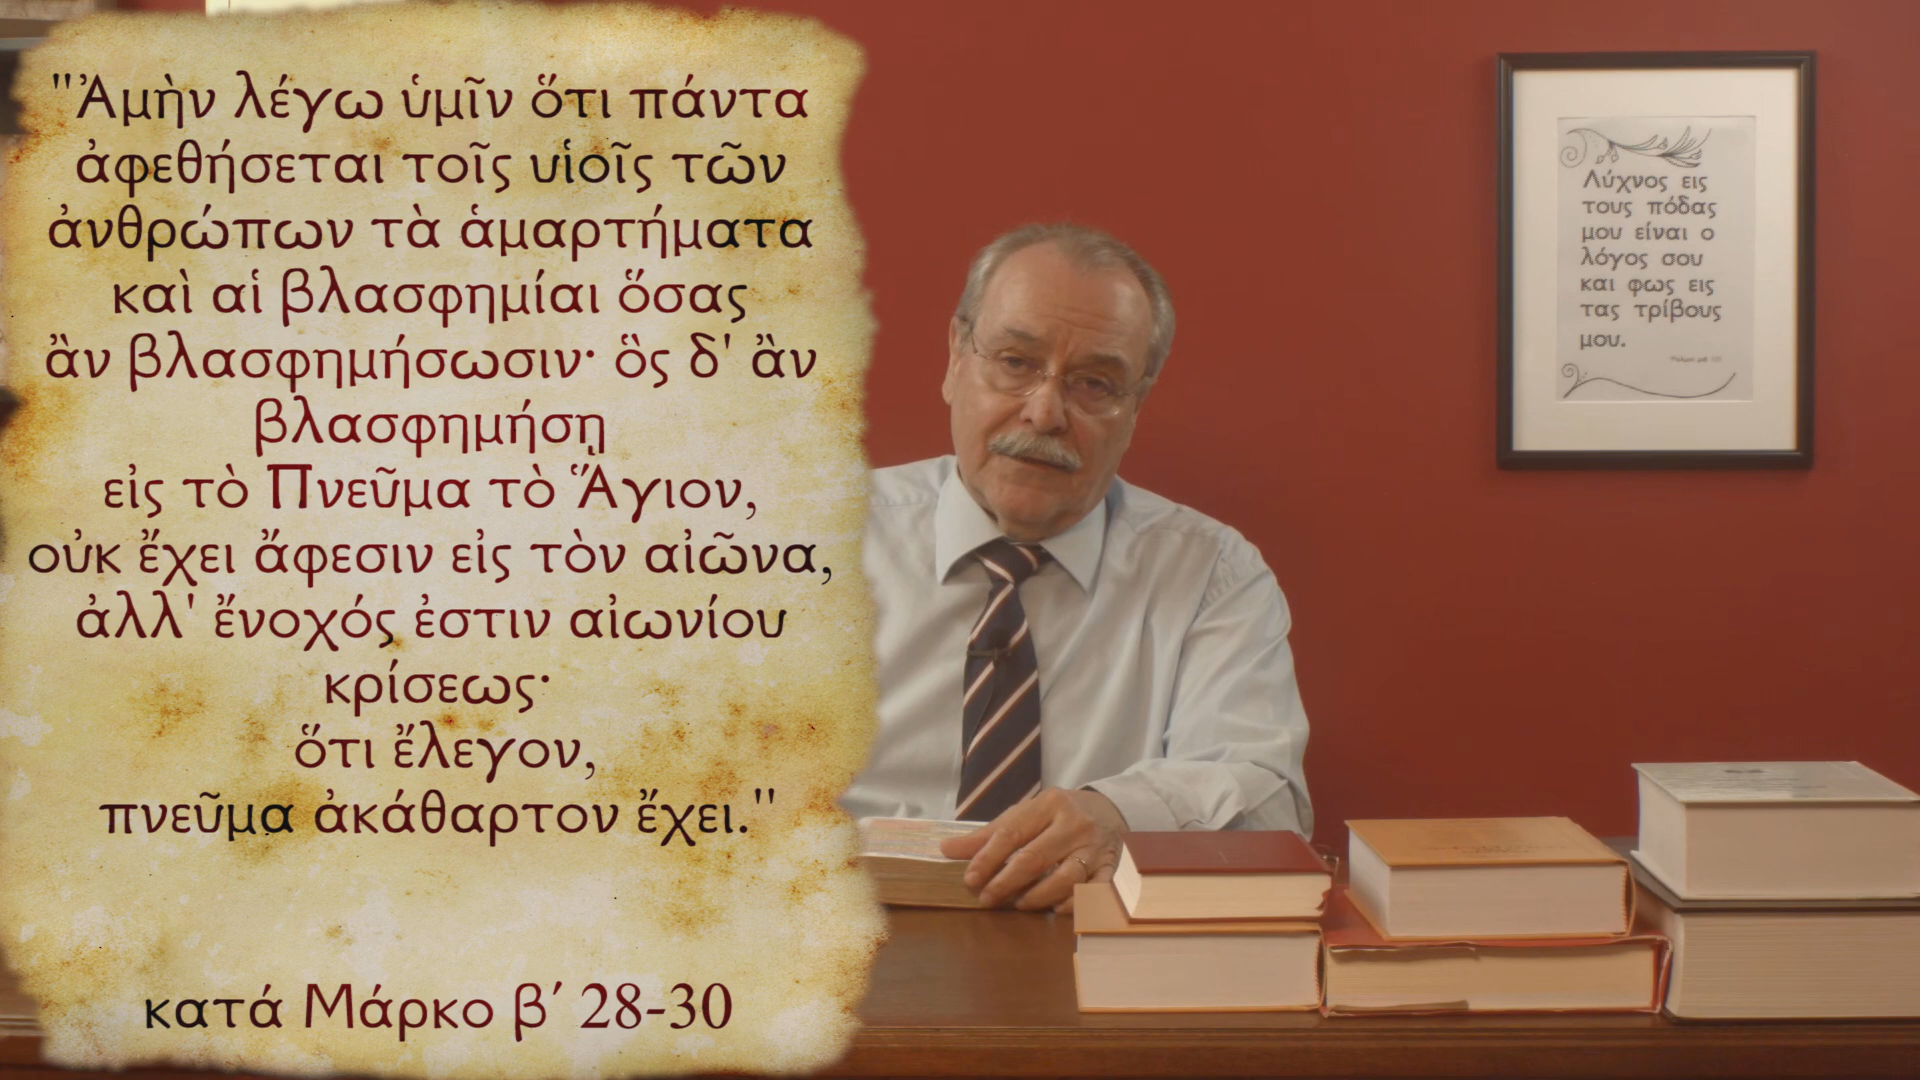 "Ἀμὴν λέγω ὑμῖν ὅτι πάντα
ἀφεθήσεται τοῖς υἱοῖς τῶν
ἀνθρώπων τὰ ἁμαρτήματα
καὶ αἱ βλασφημίαι ὅσας
ἂν βλασφημήσωσιν· ὃς δ' ἂν
βλασφημήσῃ
εἰς τὸ Πνεῦμα τὸ Ἅγιον,
οὐκ ἔχει ἄφεσιν εἰς τὸν αἰῶνα,
ἀλλ' ἔνοχός ἐστιν αἰωνίου
κρίσεως·
ὅτι ἔλεγον,
πνεῦμα ἀκάθαρτον ἔχει."
κατά Μάρκο β΄ 28-30
Λύχνος εις
τους πόδας
μου είναι ο
λόγος σου
και φως εις
τας τρίβους
μου.